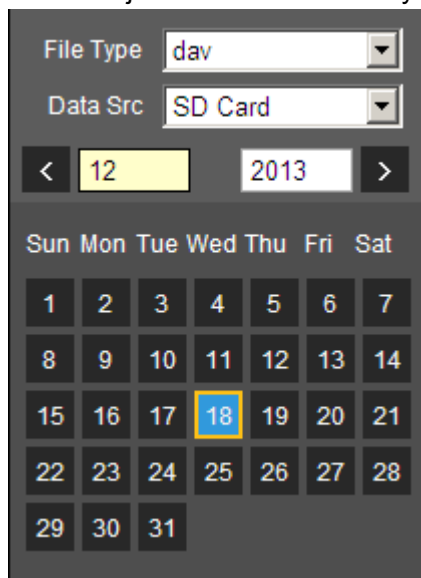 File Type dav
Data Src SD Card
< 12 2013 >
Sun Mon Tue Wed Thu Fri Sat
1 2 3 4 5 6 7
8 9 10 11 12 13 14
15 16 17 18 19 20 21
22 23 24 25 26 27 28
29 30 31